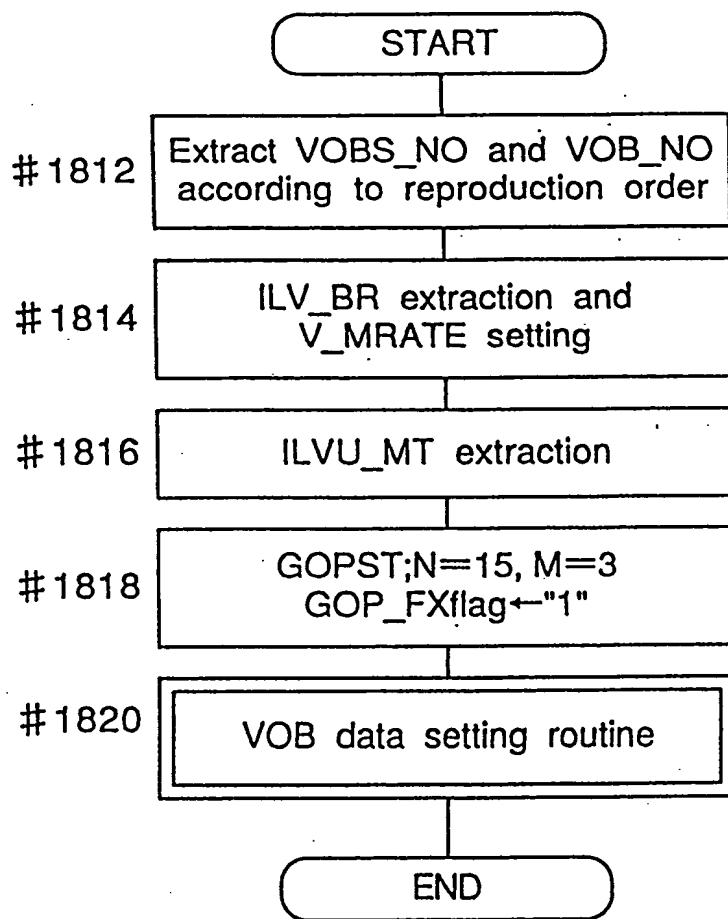 START
#1812
Extract VOBS_NO and VOB_NO
according to reproduction order
#1814
ILV_BR extraction and
V_MRATE setting
#1816
ILVU_MT extraction
#1818
GOPST;N=15, M=3
GOP_FXflag←"1"
#1820
VOB data setting routine
END